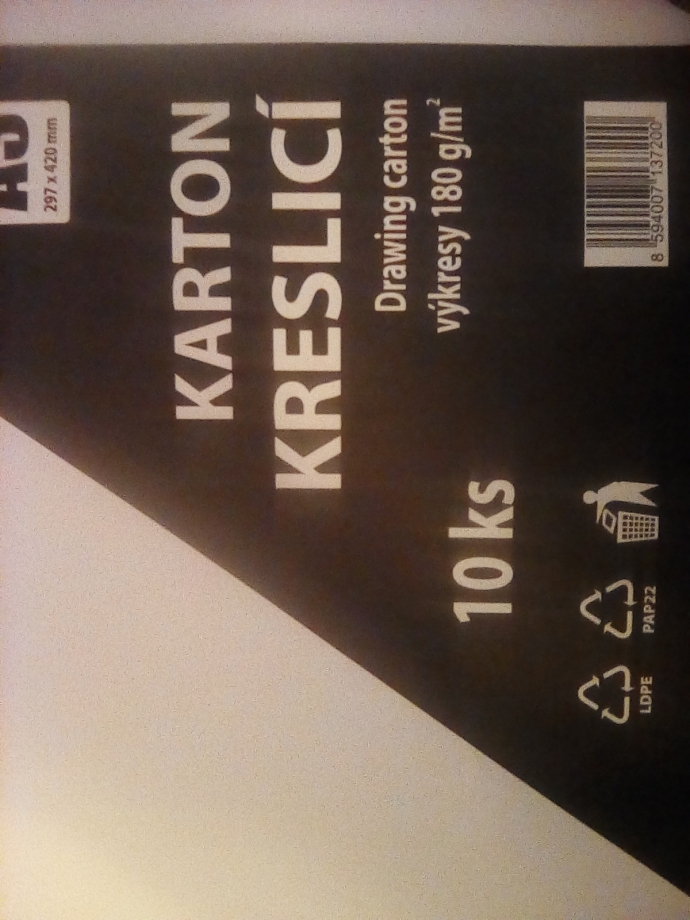 A3
297 x 420 mm
KARTON
KRESLICÍ
Drawing carton
výkresy 180 g/m²
10 ks
8 594007 137200
LDPE
PAP22